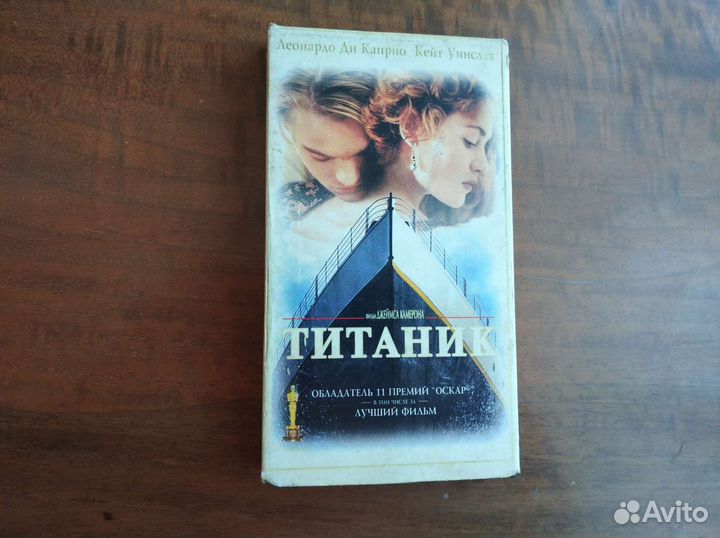 Леонардо Ди Каприо Кейт Уинслет
ФИЛЬМ ДЖЕЙМСА КАМЕРОНА
ТИТАНИК
ОБЛАДАТЕЛЬ 11 ПРЕМИЙ "ОСКАР"
В ТОМ ЧИСЛЕ ЗА
ЛУЧШИЙ ФИЛЬМ
Avito